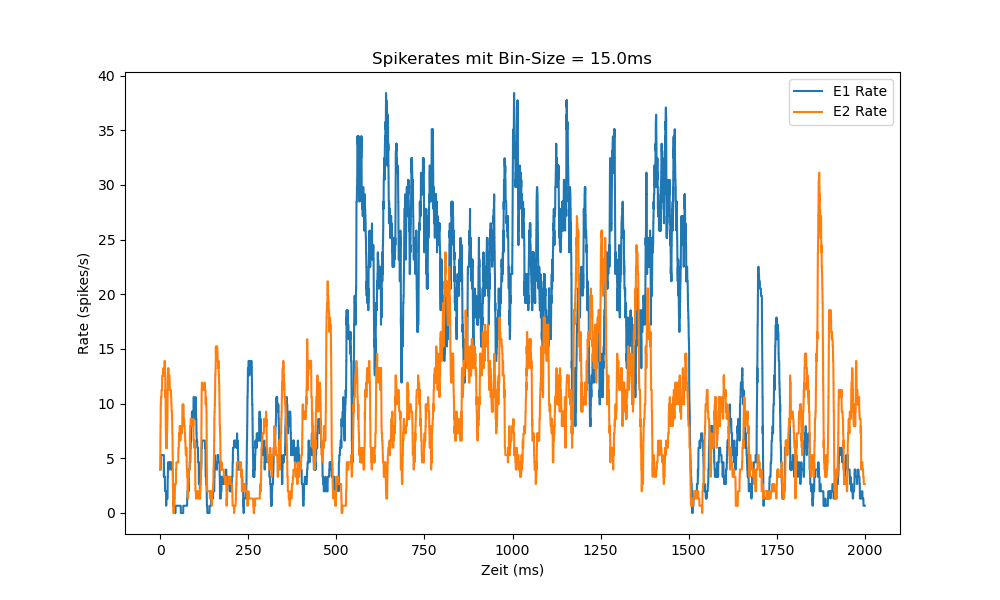 Spikerates mit Bin-Size = 15.0ms
E1 Rate
E2 Rate
40
35
30
25
20
15
10
5
0
Rate (spikes/s)
0 250 500 750 1000 1250 1500 1750 2000
Zeit (ms)